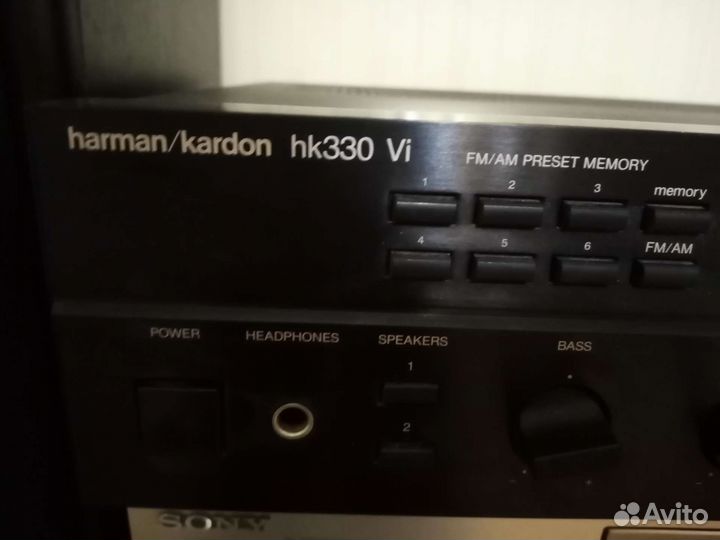 harman/kardon hk330 Vi
FM/AM PRESET MEMORY
1 2 3 memory
4 5 6 FM/AM
POWER HEADPHONES SPEAKERS BASS
1
2
SONY
Avito